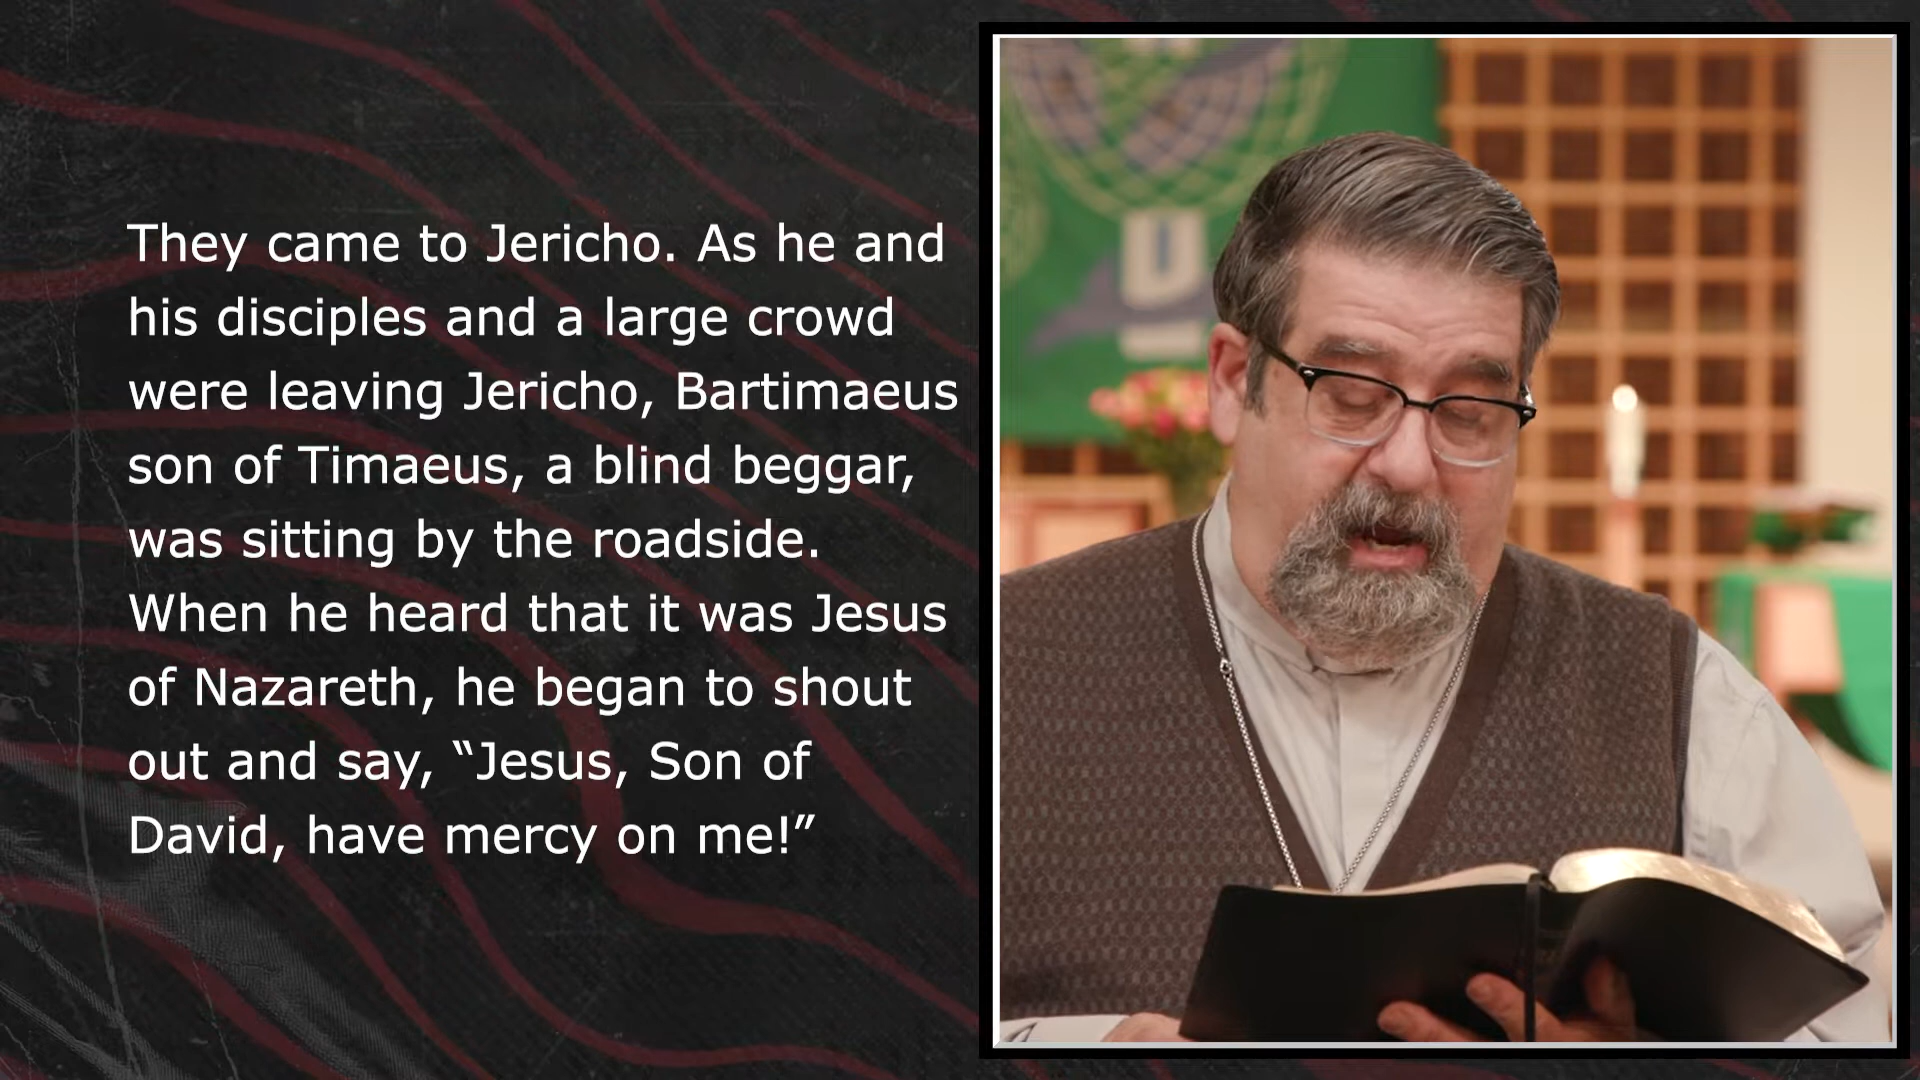 They came to Jericho. As he and
his disciples and a large crowd
were leaving Jericho, Bartimaeus
son of Timaeus, a blind beggar,
was sitting by the roadside.
When he heard that it was Jesus
of Nazareth, he began to shout
out and say, “Jesus, Son of
David, have mercy on me!”